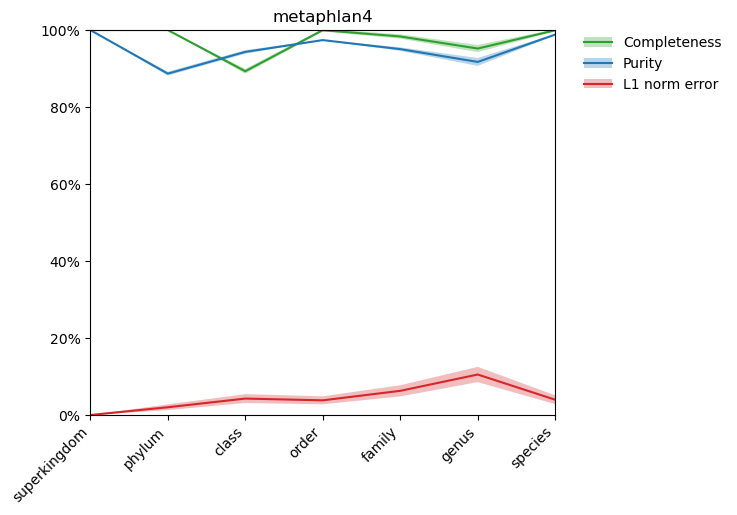 metaphlan4
100%
80%
60%
40%
20%
0%
superkingdom
phylum
class
order
family
genus
species
Completeness
Purity
L1 norm error